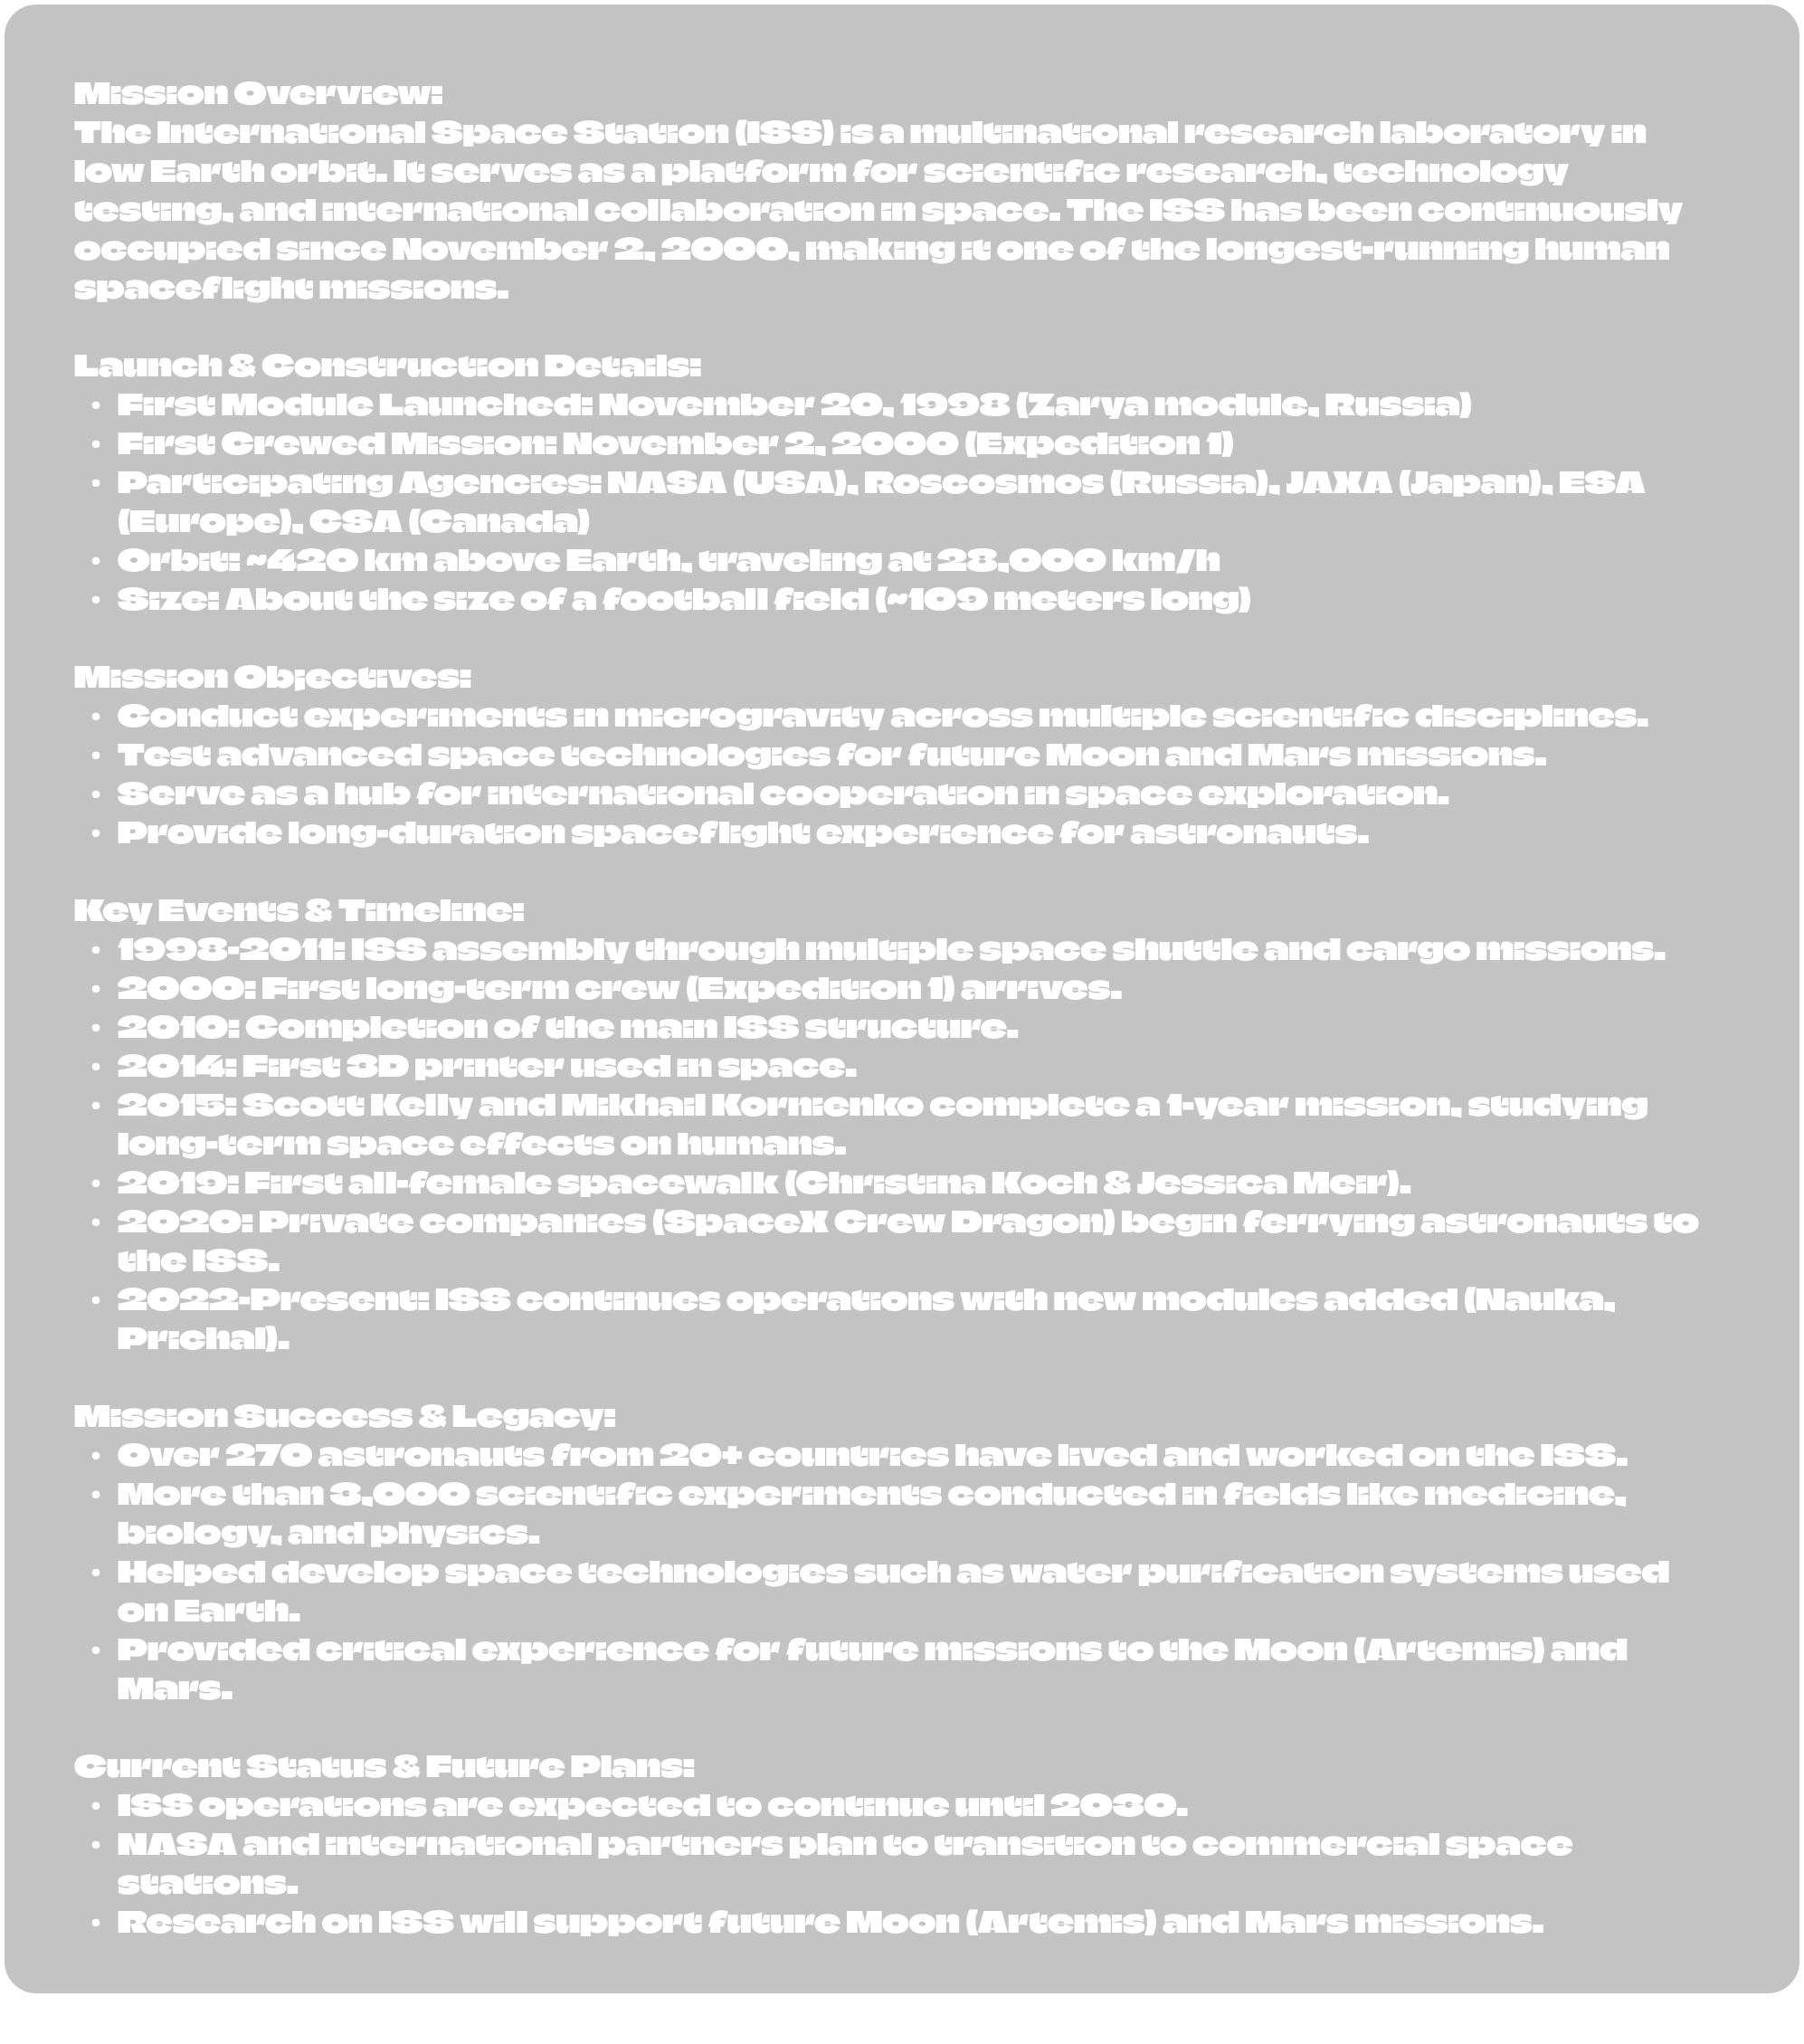 Mission Overview:
The International Space Station (ISS) is a multinational research laboratory in
low Earth orbit. It serves as a platform for scientific research, technology
testing, and international collaboration in space. The ISS has been continuously
occupied since November 2, 2000, making it one of the longest-running human
spaceflight missions.
Launch & Construction Details:
• First Module Launched: November 20, 1998 (Zarya module, Russia)
• First Crewed Mission: November 2, 2000 (Expedition 1)
• Participating Agencies: NASA (USA), Roscosmos (Russia), JAXA (Japan), ESA
(Europe), CSA (Canada)
• Orbit: ~420 km above Earth, traveling at 28,000 km/h
• Size: About the size of a football field (~109 meters long)
Mission Objectives:
• Conduct experiments in microgravity across multiple scientific disciplines.
• Test advanced space technologies for future Moon and Mars missions.
• Serve as a hub for international cooperation in space exploration.
• Provide long-duration spaceflight experience for astronauts.
Key Events & Timeline:
• 1998-2011: ISS assembly through multiple space shuttle and cargo missions.
• 2000: First long-term crew (Expedition 1) arrives.
• 2010: Completion of the main ISS structure.
• 2014: First 3D printer used in space.
• 2015: Scott Kelly and Mikhail Kornienko complete a 1-year mission, studying
long-term space effects on humans.
• 2019: First all-female spacewalk (Christina Koch & Jessica Meir).
• 2020: Private companies (SpaceX Crew Dragon) begin ferrying astronauts to
the ISS.
• 2022-Present: ISS continues operations with new modules added (Nauka,
Prichal).
Mission Success & Legacy:
• Over 270 astronauts from 20+ countries have lived and worked on the ISS.
• More than 3,000 scientific experiments conducted in fields like medicine,
biology, and physics.
• Helped develop space technologies such as water purification systems used
on Earth.
• Provided critical experience for future missions to the Moon (Artemis) and
Mars.
Current Status & Future Plans:
• ISS operations are expected to continue until 2030.
• NASA and international partners plan to transition to commercial space
stations.
• Research on ISS will support future Moon (Artemis) and Mars missions.